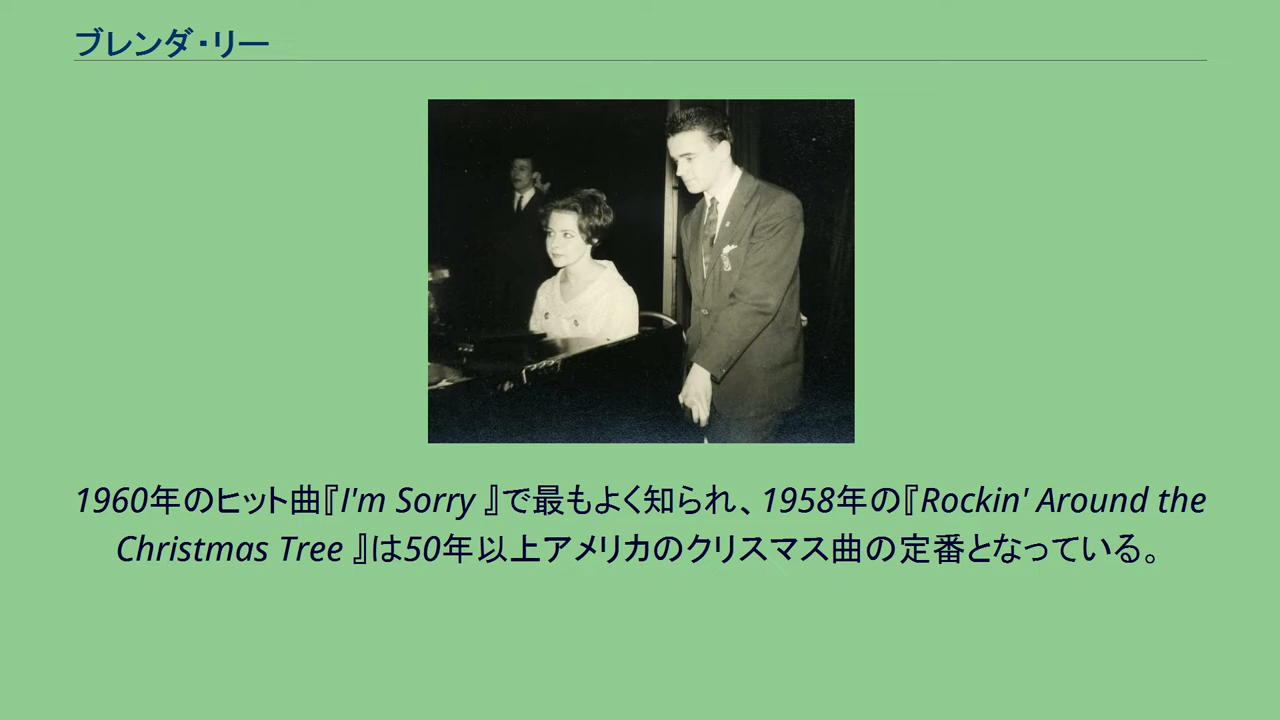 ブレンダ・リー
1960年のヒット曲『I'm Sorry 』で最もよく知られ、1958年の『Rockin' Around the
Christmas Tree 』は50年以上アメリカのクリスマス曲の定番となっている。